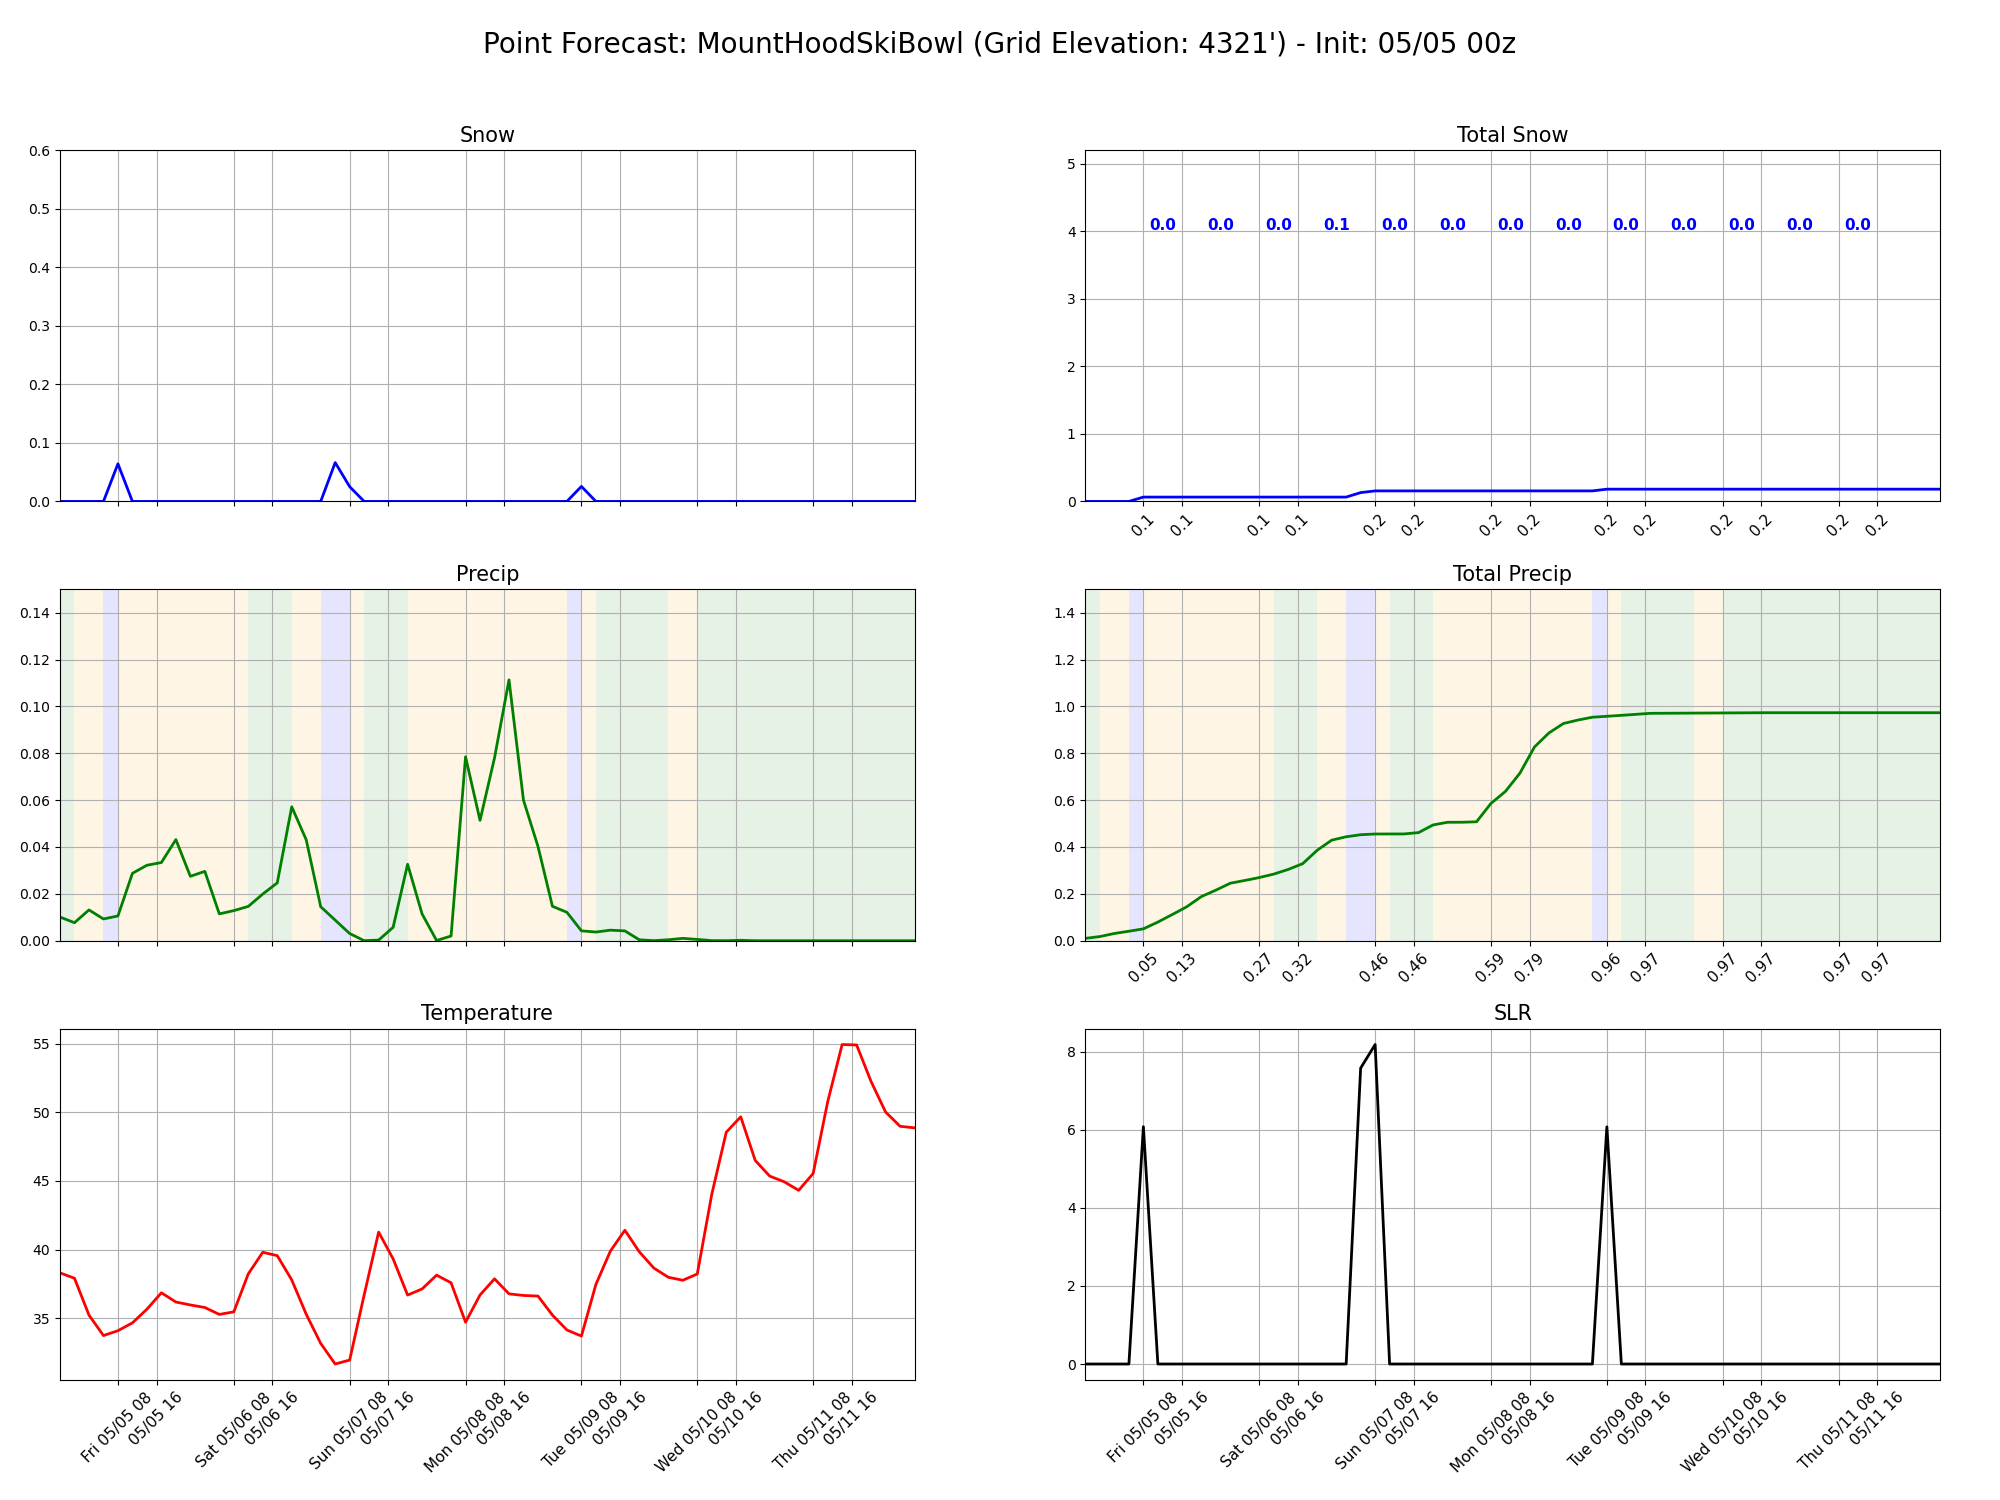 Point Forecast: MountHoodSkiBowl (Grid Elevation: 4321') - Init: 05/05 00z
Snow
0.6
0.5
0.4
0.3
0.2
0.1
0.0
Total Snow
5
4
3
2
1
0
0.0 0.0 0.0 0.1 0.0 0.0 0.0 0.0 0.0 0.0 0.0 0.0 0.0
0.1 0.1 0.1 0.1 0.2 0.2 0.2 0.2 0.2 0.2 0.2 0.2 0.2 0.2
Precip
0.14
0.12
0.10
0.08
0.06
0.04
0.02
0.00
Total Precip
1.4
1.2
1.0
0.8
0.6
0.4
0.2
0.0
0.05 0.13 0.27 0.32 0.46 0.46 0.59 0.79 0.96 0.97 0.97 0.97 0.97 0.97
Temperature
55
50
45
40
35
Fri 05/05 08
05/05 16
Sat 05/06 08
05/06 16
Sun 05/07 08
05/07 16
Mon 05/08 08
05/08 16
Tue 05/09 08
05/09 16
Wed 05/10 08
05/10 16
Thu 05/11 08
05/11 16
SLR
8
6
4
2
0
Fri 05/05 08
05/05 16
Sat 05/06 08
05/06 16
Sun 05/07 08
05/07 16
Mon 05/08 08
05/08 16
Tue 05/09 08
05/09 16
Wed 05/10 08
05/10 16
Thu 05/11 08
05/11 16